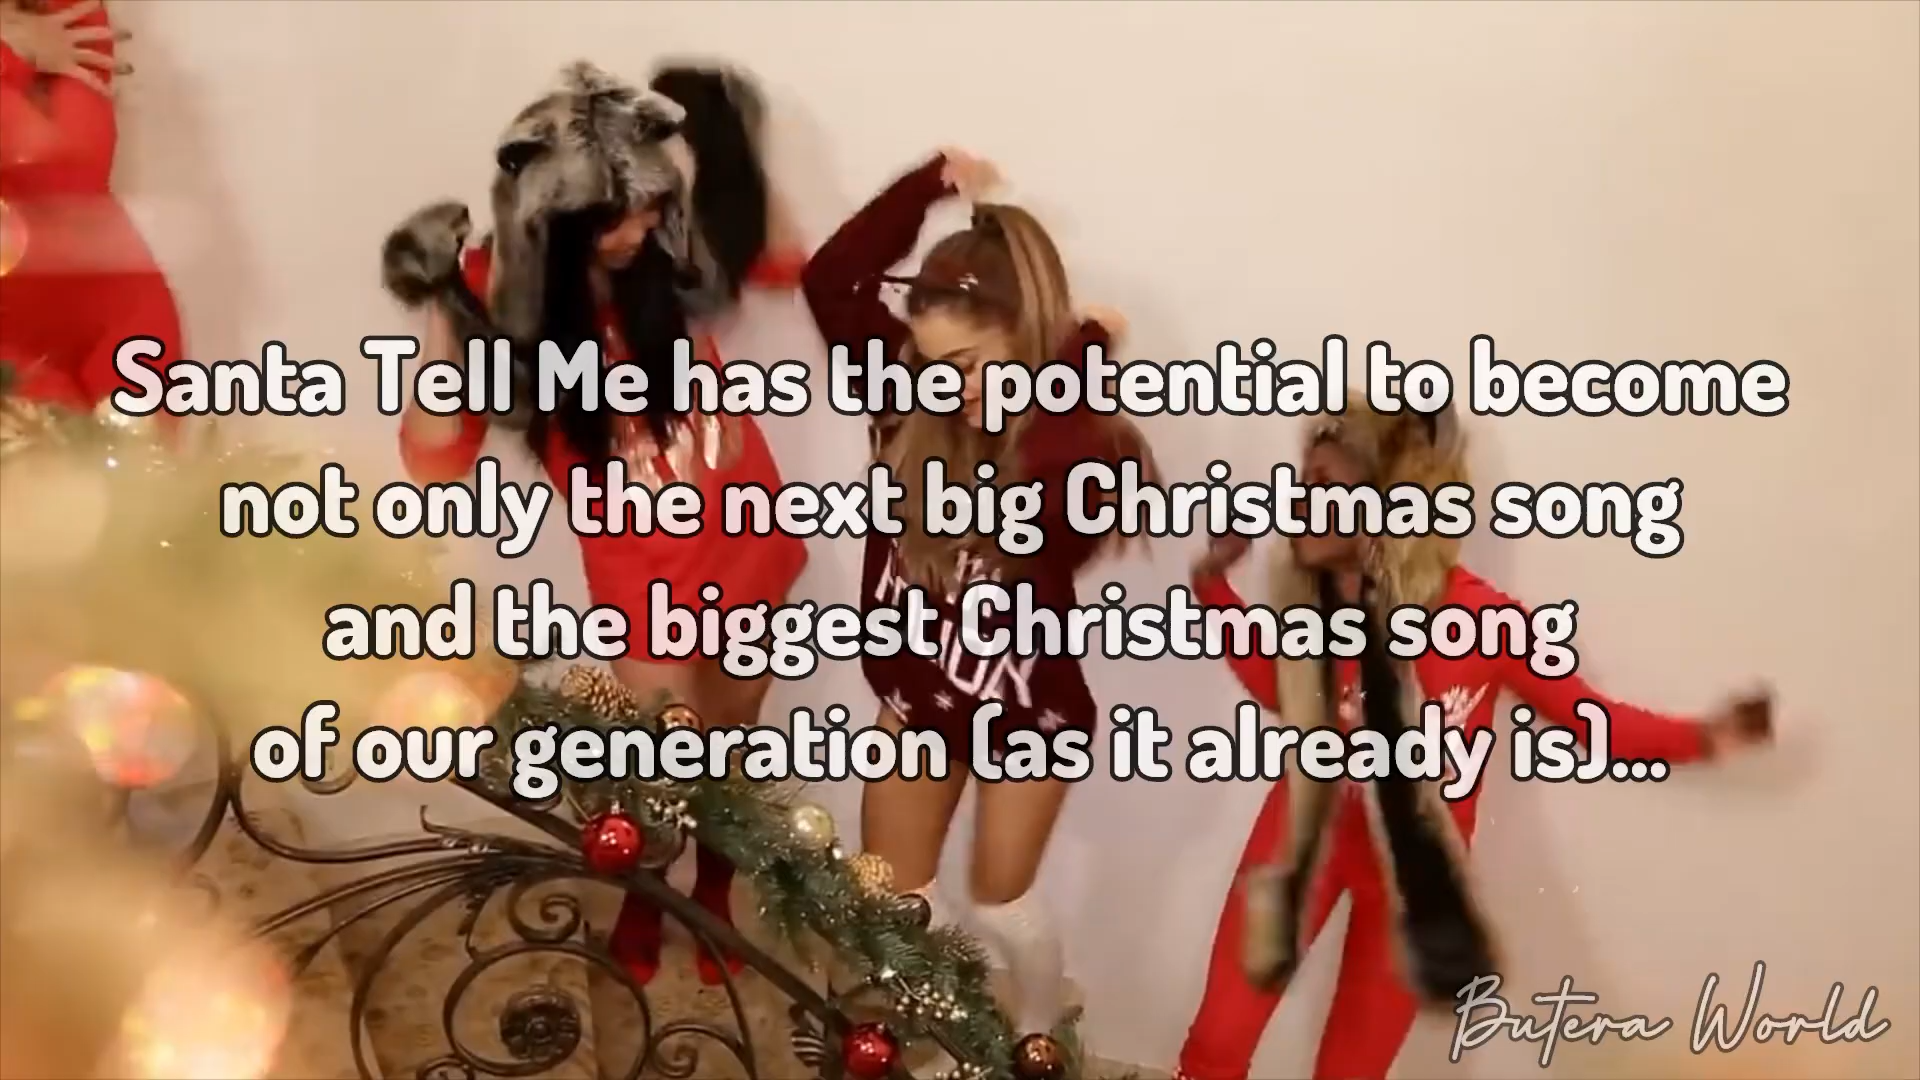 Santa Tell Me has the potential to become
not only the next big Christmas song
and the biggest Christmas song
of our generation (as it already is)...
Butera World